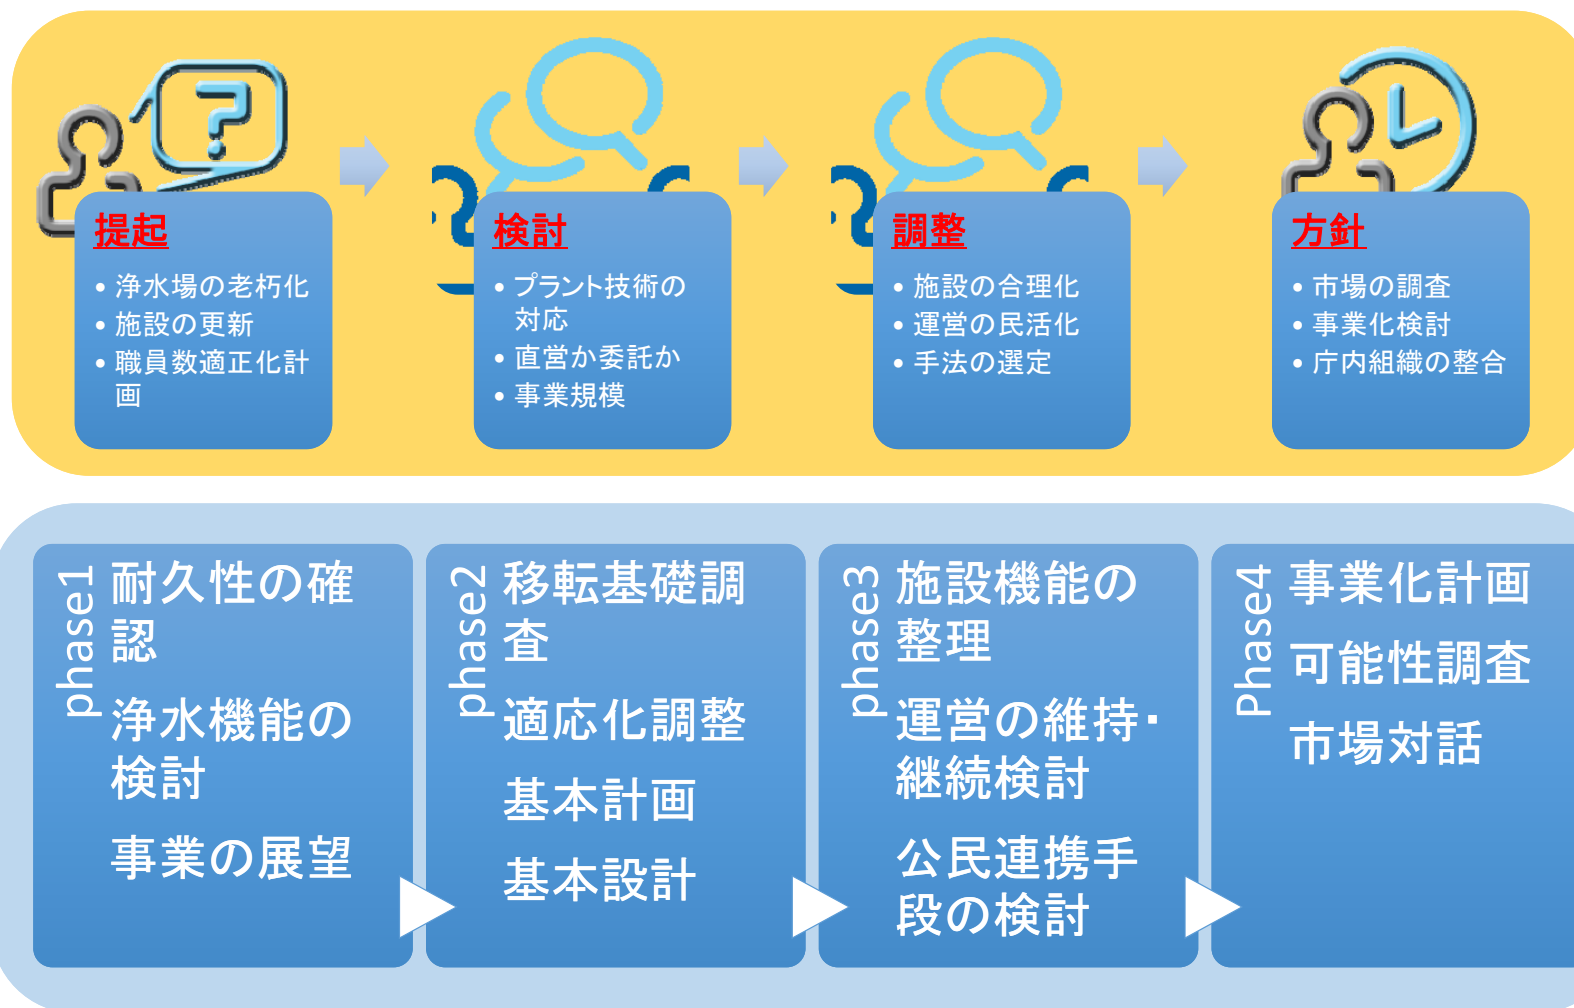 ?
提起
• 浄水場の老朽化
• 施設の更新
• 職員数適正化計
画
検討
• プラント技術の
対応
• 直営か委託か
• 事業規模
調整
• 施設の合理化
• 運営の民活化
• 手法の選定
方針
• 市場の調査
• 事業化検討
• 庁内組織の整合
phase1
耐久性の確
認
浄水機能の
検討
事業の展望
phase2
移転基礎調
査
適応化調整
基本計画
基本設計
phase3
施設機能の
整理
運営の維持・
継続検討
公民連携手
段の検討
Phase4
事業化計画
可能性調査
市場対話